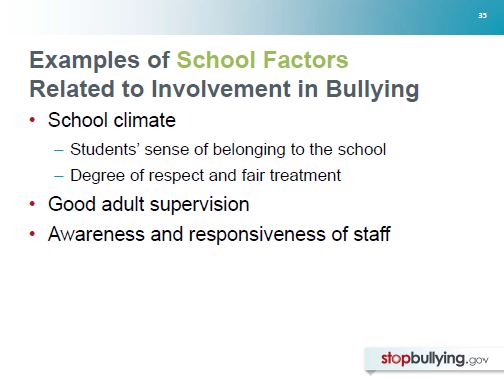 35
Examples of School Factors
Related to Involvement in Bullying
• School climate
– Students’ sense of belonging to the school
– Degree of respect and fair treatment
• Good adult supervision
• Awareness and responsiveness of staff
stopbullying.gov